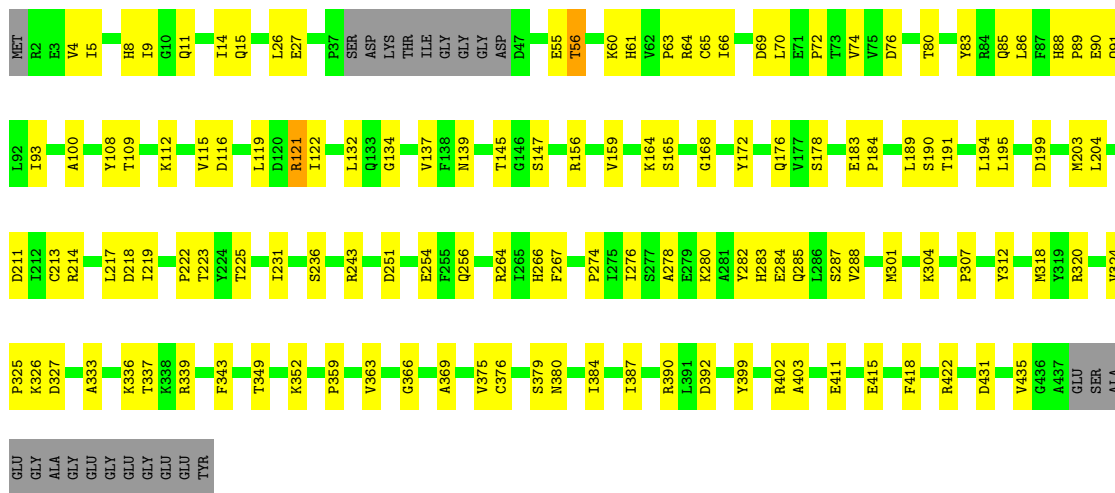 MET R2 E3 V4 I5 H8 I9 G10 Q11 I14 Q15 L26 E27 P37 SER ASP LYS THR ILE GLY GLY GLY ASP D47 E55 T56 K60 H61 V62 P63 R64 C65 I66 D69 L70 E71 P72 T73 V74 V75 D76 T80 Y83 R84 Q85 L86 F87 H88 P89 E90 Q91
L92 I93 A100 Y108 T109 K112 V115 D116 L119 D120 R121 I122 L132 Q133 G134 V137 F138 N139 T145 G146 S147 R156 V159 K164 S165 G168 Y172 Q176 V177 S178 E183 P184 L189 S190 T191 L194 L195 D199 M203 L204
D211 I212 C213 R214 L217 D218 I219 P222 T223 Y224 T225 I231 S236 R243 D251 E254 F255 Q256 R264 I265 H266 F267 P274 I275 I276 S277 A278 E279 K280 A281 Y282 H283 E284 Q285 L286 S287 V288 M301 K304 P307 Y312 M318 Y319 R320 V324
P325 K326 D327 A333 K336 T337 K338 R339 F343 T349 K352 P359 V363 G366 A369 V375 C376 S379 N380 I384 I387 R390 L391 D392 Y399 R402 A403 E411 E415 F418 R422 D431 V435 G436 A437 GLU SER ALA
GLU GLY ALA GLY GLU GLY GLU GLY GLU GLU TYR